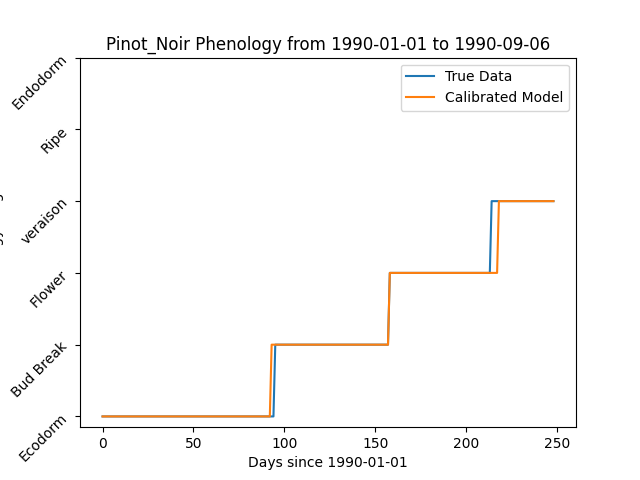 Pinot_Noir Phenology from 1990-01-01 to 1990-09-06
True Data
Calibrated Model
Endodorm
Ripe
veraison
Flower
Bud Break
Ecodorm
0 50 100 150 200 250
Days since 1990-01-01